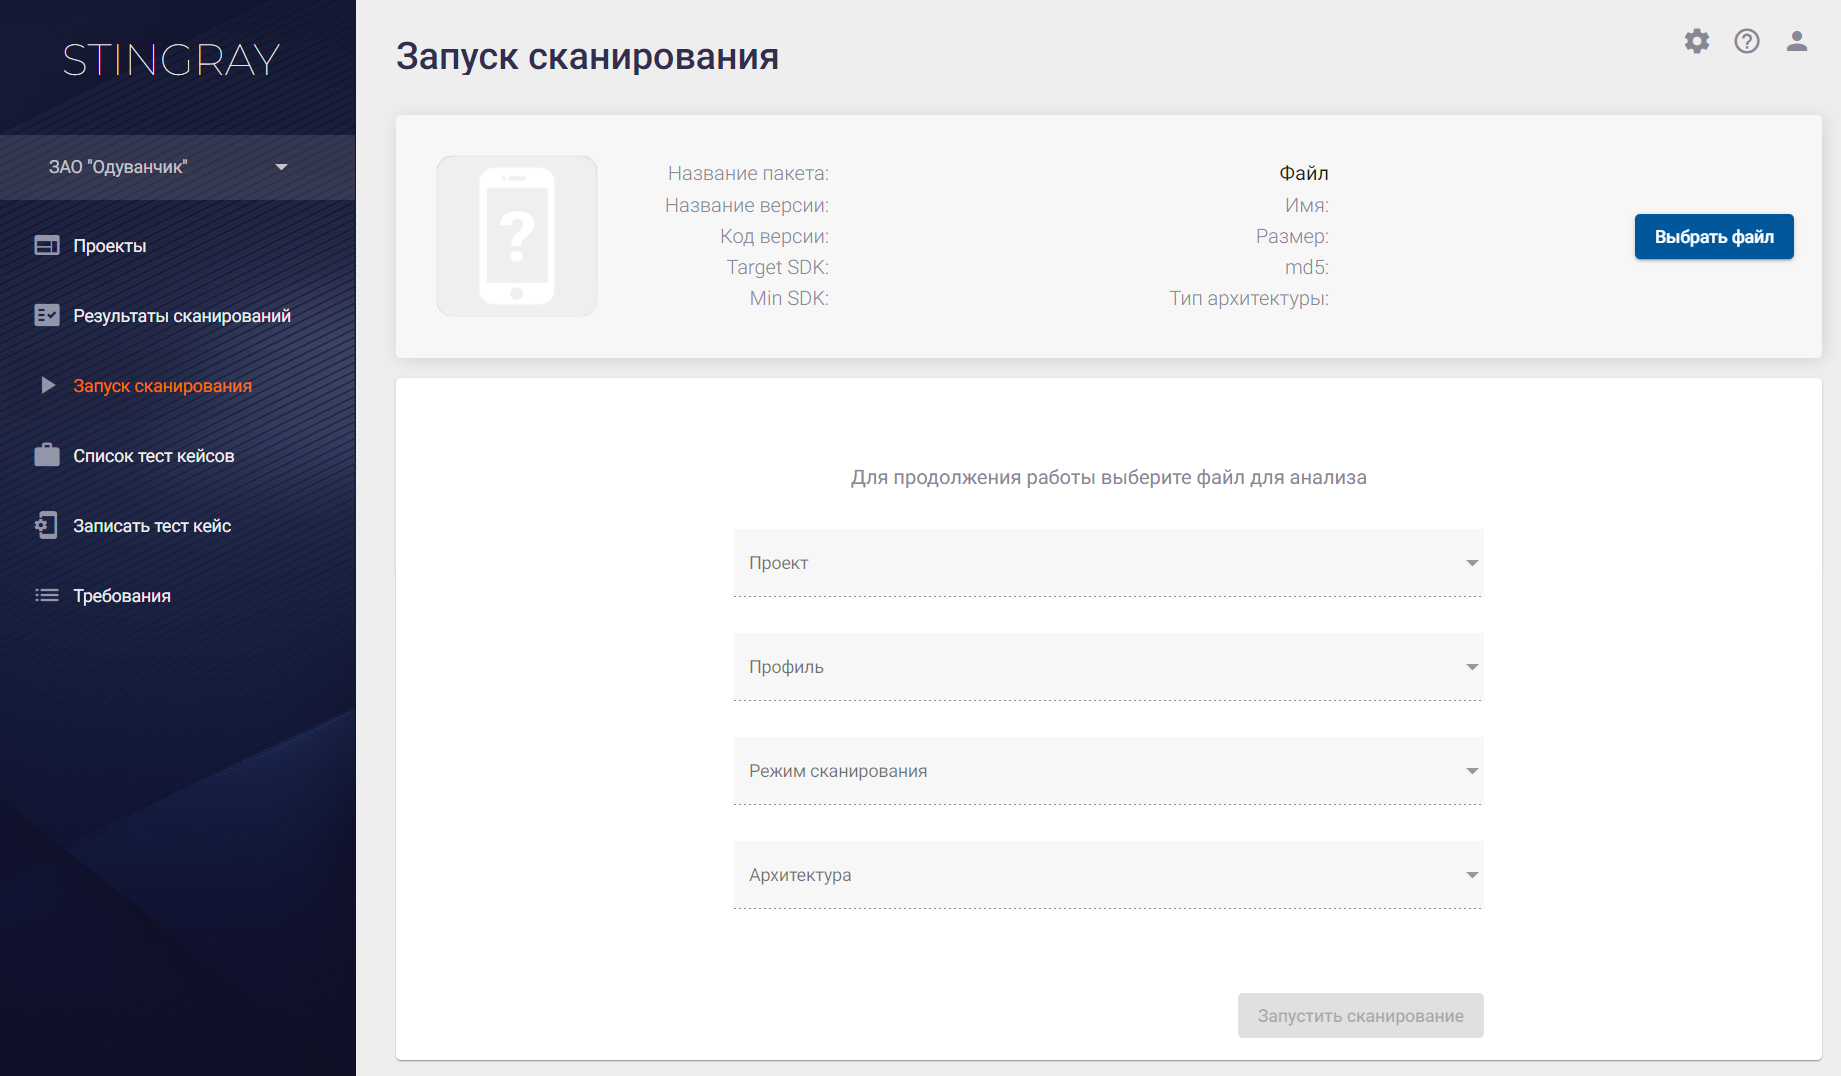 STINGRAY
ЗАО "Одуванчик"
Проекты
Результаты сканирований
Запуск сканирования
Список тест кейсов
Записать тест кейс
Требования
Запуск сканирования
Название пакета:
Название версии:
Код версии:
Target SDK:
Min SDK:
Файл
Имя:
Размер:
md5:
Тип архитектуры:
Выбрать файл
Для продолжения работы выберите файл для анализа
Проект
Профиль
Режим сканирования
Архитектура
Запустить сканирование